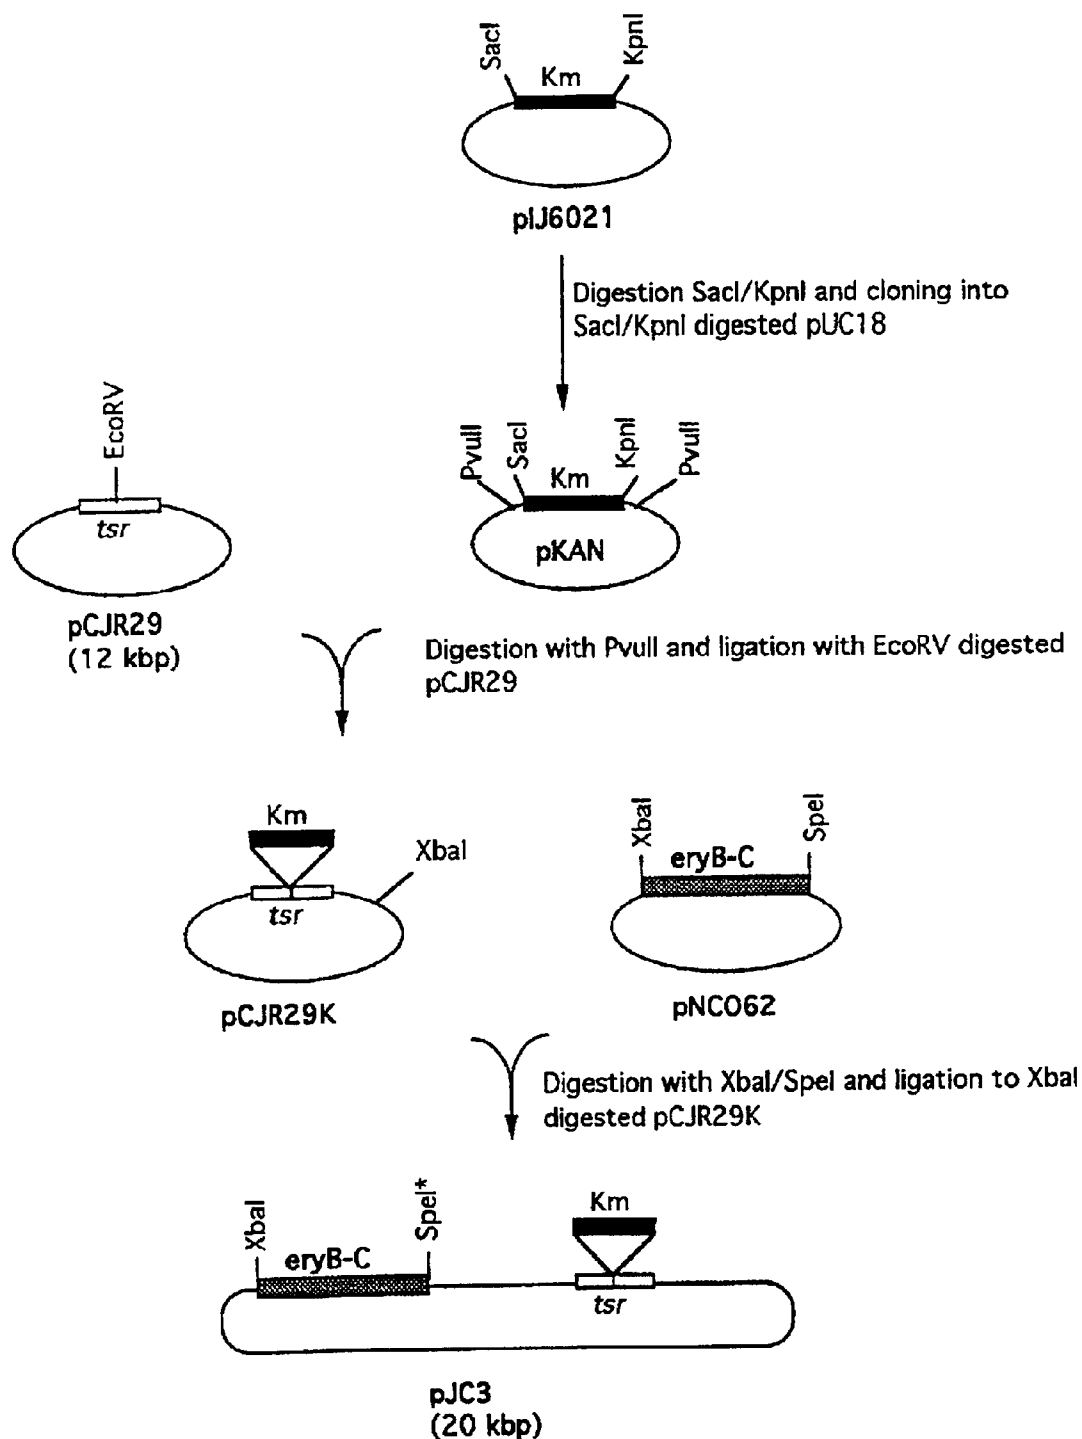 SacI
Km
KpnI
pIJ6021
Digestion SacI/KpnI and cloning into
SacI/KpnI digested pUC18
EcoRV
tsr
pCJR29
(12 kbp)
PvuII
SacI
Km
KpnI
PvuII
pKAN
Digestion with PvuII and ligation with EcoRV digested
pCJR29
Km
XbaI
tsr
pCJR29K
XbaI
eryB-C
SpeI
pNCO62
Digestion with XbaI/SpeI and ligation to XbaI
digested pCJR29K
XbaI
eryB-C
SpeI*
Km
tsr
pJC3
(20 kbp)